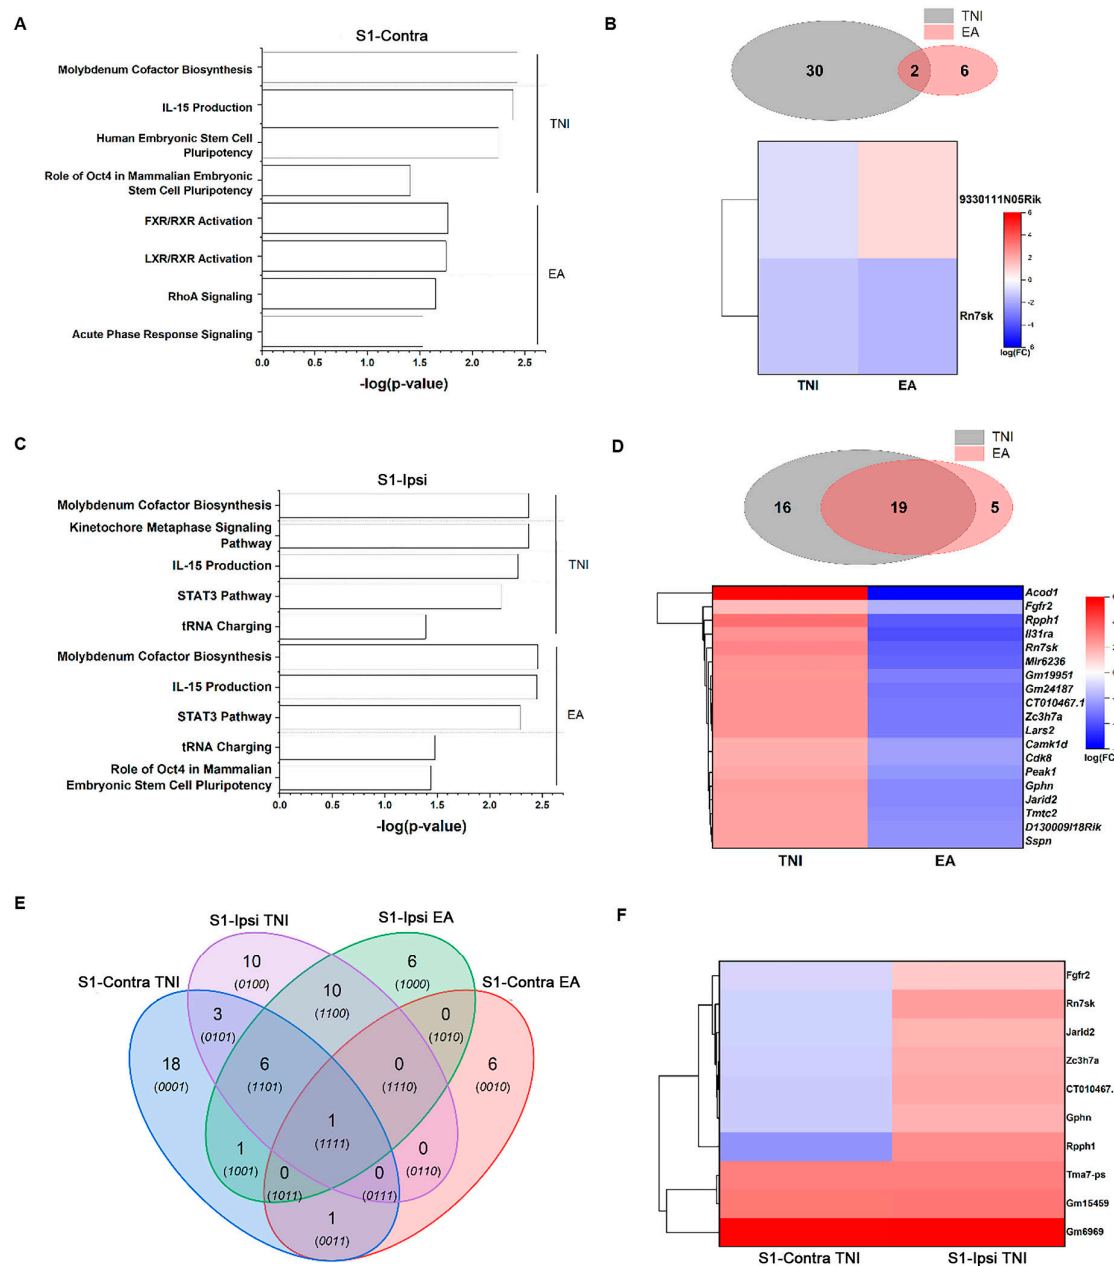 A
S1-Contra
Molybdenum Cofactor Biosynthesis
IL-15 Production
Human Embryonic Stem Cell
Pluripotency
Role of Oct4 in Mammalian Embryonic
Stem Cell Pluripotency
FXR/RXR Activation
LXR/RXR Activation
RhoA Signaling
Acute Phase Response Signaling
TNI
EA
0.0 0.5 1.0 1.5 2.0 2.5
-log(p-value)
B
TNI
EA
30 2 6
9330111N05Rik
Rn7sk
6
4
2
0
-2
-4
6
log(FC)
TNI EA
C
S1-Ipsi
Molybdenum Cofactor Biosynthesis
Kinetochore Metaphase Signaling
Pathway
IL-15 Production
STAT3 Pathway
tRNA Charging
Molybdenum Cofactor Biosynthesis
IL-15 Production
STAT3 Pathway
tRNA Charging
Role of Oct4 in Mammalian
Embryonic Stem Cell Pluripotency
TNI
EA
0.0 0.5 1.0 1.5 2.0 2.5
-log(p-value)
D
TNI
EA
16 19 5
Acod1
Fgfr2
Rpph1
Il31ra
Rn7sk
Mir6236
Gm19951
Gm24187
CT010467.1
Zc3h7a
Lars2
Camk1d
Cdk8
Peak1
Gphn
Jarid2
Tmtc2
D130009I18Rik
Sspn
log(FC
TNI EA
E
S1-Ipsi TNI
S1-Ipsi EA
S1-Contra TNI
S1-Contra EA
10
(0100)
6
(1000)
10
(1100)
3
(0101)
0
(1010)
18
(0001)
6
(1101)
0
(1110)
6
(0010)
1
(1111)
1
(1001)
0
(0110)
0
(1011)
0
(0111)
1
(0011)
F
Fgfr2
Rn7sk
Jarid2
Zc3h7a
CT010467.
Gphn
Rpph1
Tma7-ps
Gm15459
Gm6969
S1-Contra TNI S1-Ipsi TNI